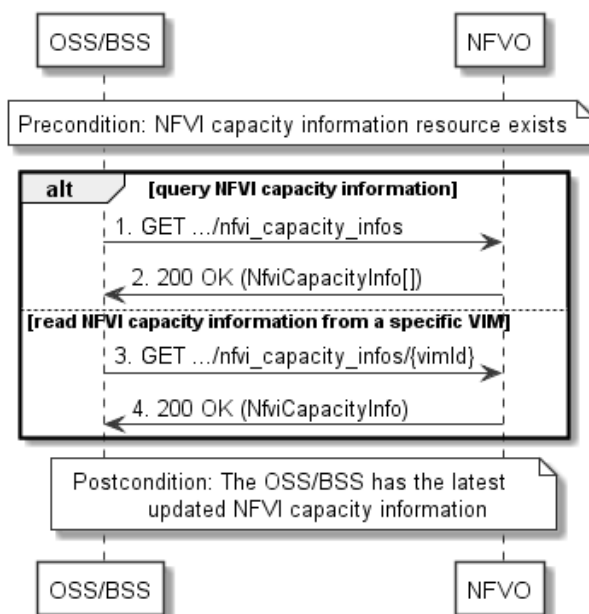 OSS/BSS
NFVO
Precondition: NFVI capacity information resource exists
alt
[query NFVI capacity information]
1. GET .../nfvi_capacity_infos
2. 200 OK (NfviCapacityInfo[])
[read NFVI capacity information from a specific VIM]
3. GET .../nfvi_capacity_infos/{vimId}
4. 200 OK (NfviCapacityInfo)
Postcondition: The OSS/BSS has the latest
updated NFVI capacity information
OSS/BSS
NFVO